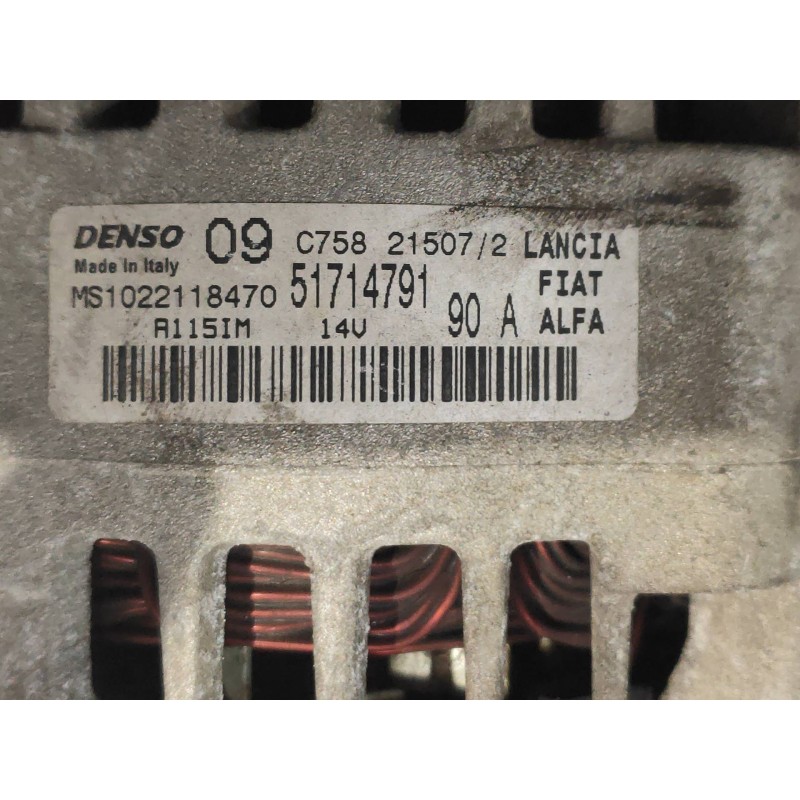 DENSO 09 C758 21507/2 LANCIA
Made In Italy 51714791 FIAT
MS1022118470 90 A ALFA
A115IM 14V